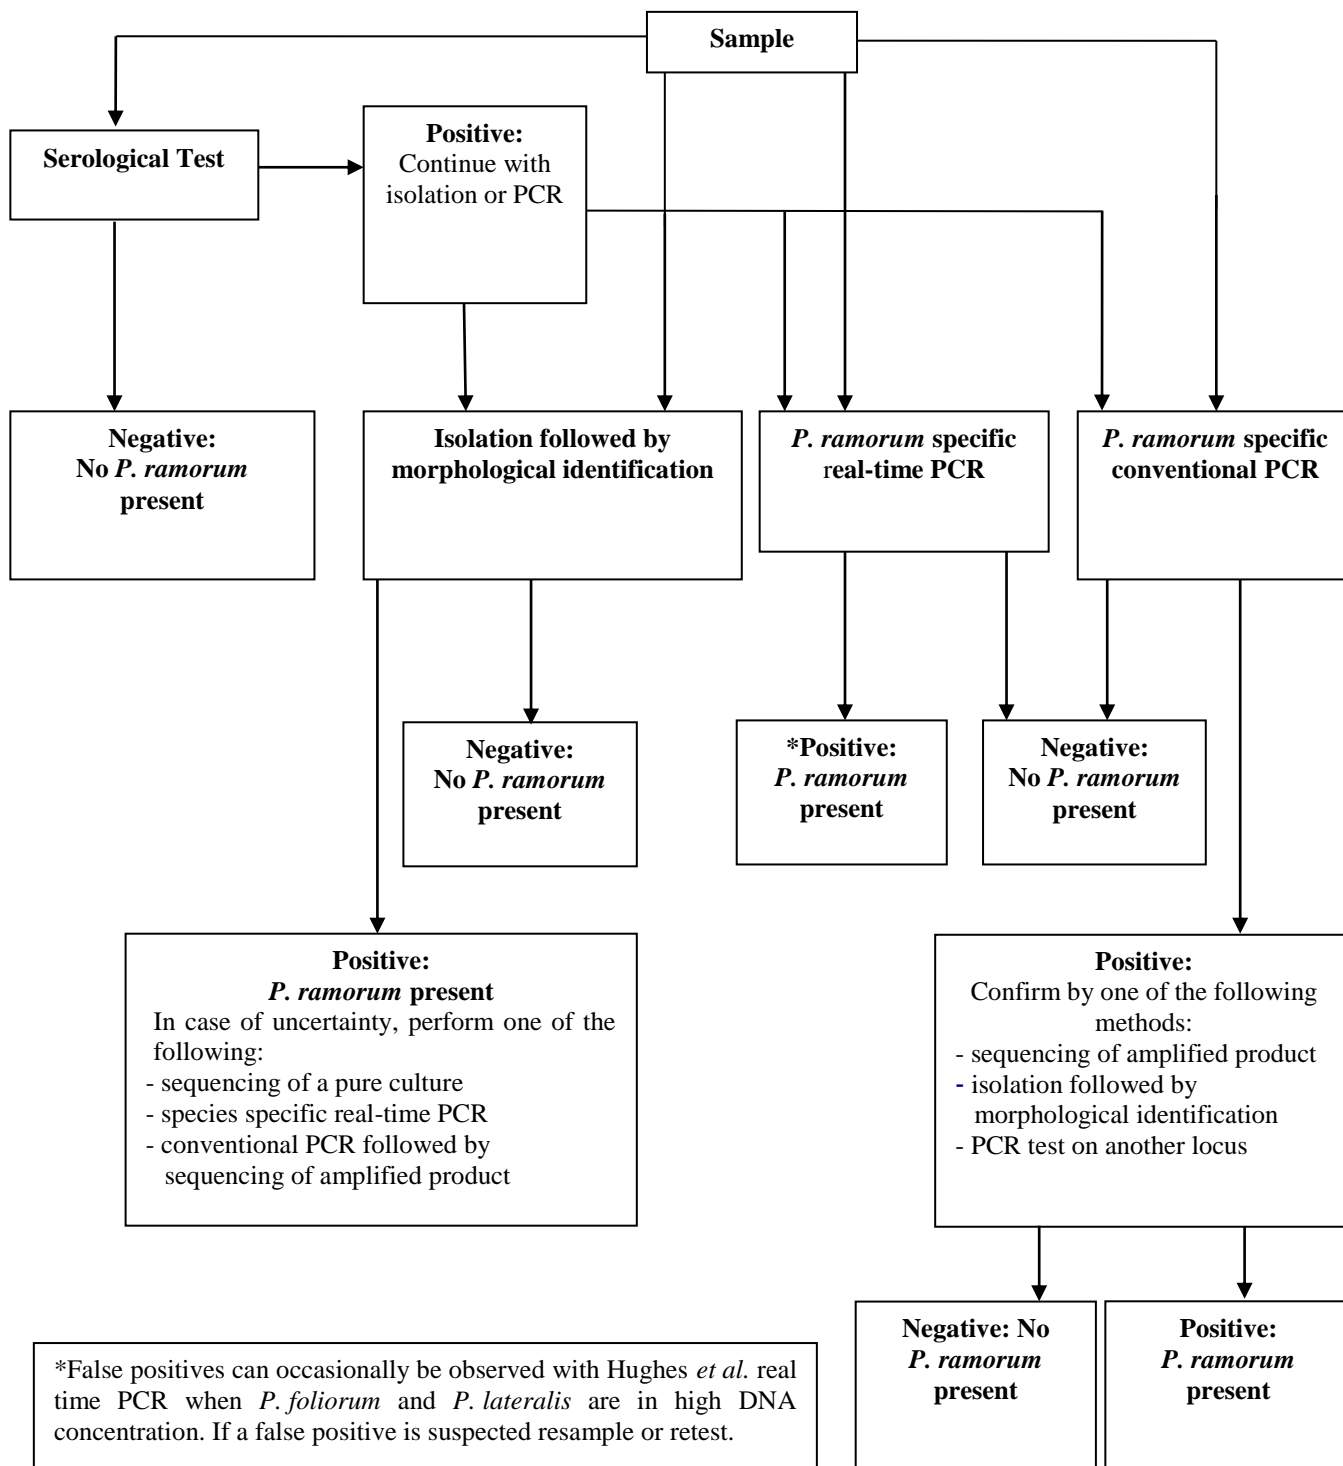 Sample
Serological Test
Positive:
Continue with
isolation or PCR
Negative:
No P. ramorum
present
Isolation followed by
morphological identification
P. ramorum specific
real-time PCR
P. ramorum specific
conventional PCR
Negative:
No P. ramorum
present
*Positive:
P. ramorum
present
Negative:
No P. ramorum
present
Positive:
P. ramorum present
In case of uncertainty, perform one of the
following:
- sequencing of a pure culture
- species specific real-time PCR
- conventional PCR followed by
sequencing of amplified product
Positive:
Confirm by one of the following
methods:
- sequencing of amplified product
- isolation followed by
morphological identification
- PCR test on another locus
Negative: No
P. ramorum
present
Positive:
P. ramorum
present
*False positives can occasionally be observed with Hughes et al. real
time PCR when P. foliorum and P. lateralis are in high DNA
concentration. If a false positive is suspected resample or retest.